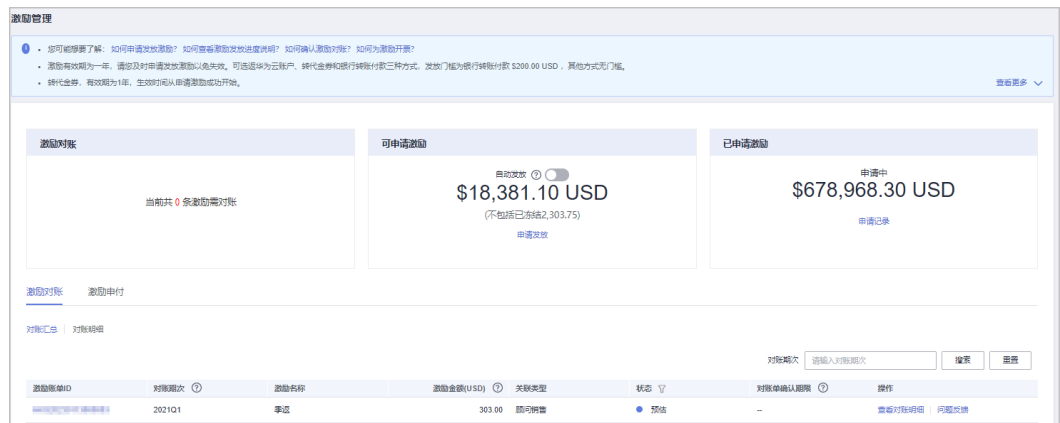 激励管理
您可能想要了解： 如何申请发放激励？ 如何查看激励发放进度说明？ 如何确认激励对账？ 如何为激励开票？
激励有效期为一年，请您及时申请发放激励以免失效。可选返华为云账户、转代金券和银行转账付款三种方式，发放门槛为银行转账付款 $200.00 USD ，其他方式无门槛。
转代金券，有效期为1年，生效时间从申请激励成功开始。
查看更多
激励对账 可申请激励 已申请激励
自动发放 申请中
当前共 0 条激励需对账 $18,381.10 USD $678,968.30 USD
(不包括已冻结2,303.75)
申请发放 申请记录
激励对账 激励申付
对账汇总 对账明细
对账期次 请输入对账期次 搜索 重置
激励账单ID 对账期次 激励名称 激励金额(USD) 关联类型 状态 对账单确认期限 操作
2021Q1 季返 303.00 顾问销售 预估 -- 查看对账明细 问题反馈